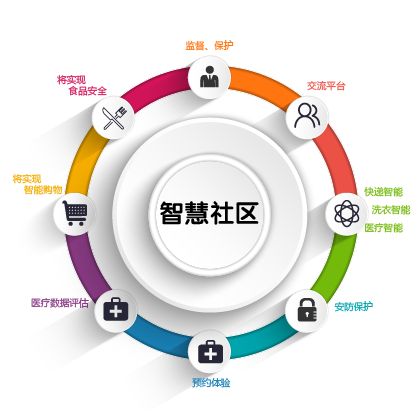 监督、保护
将实现
食品安全
交流平台
将实现
智能购物
快递智能
洗衣智能
医疗智能
智慧社区
医疗数据评估
安防保护
预约体验